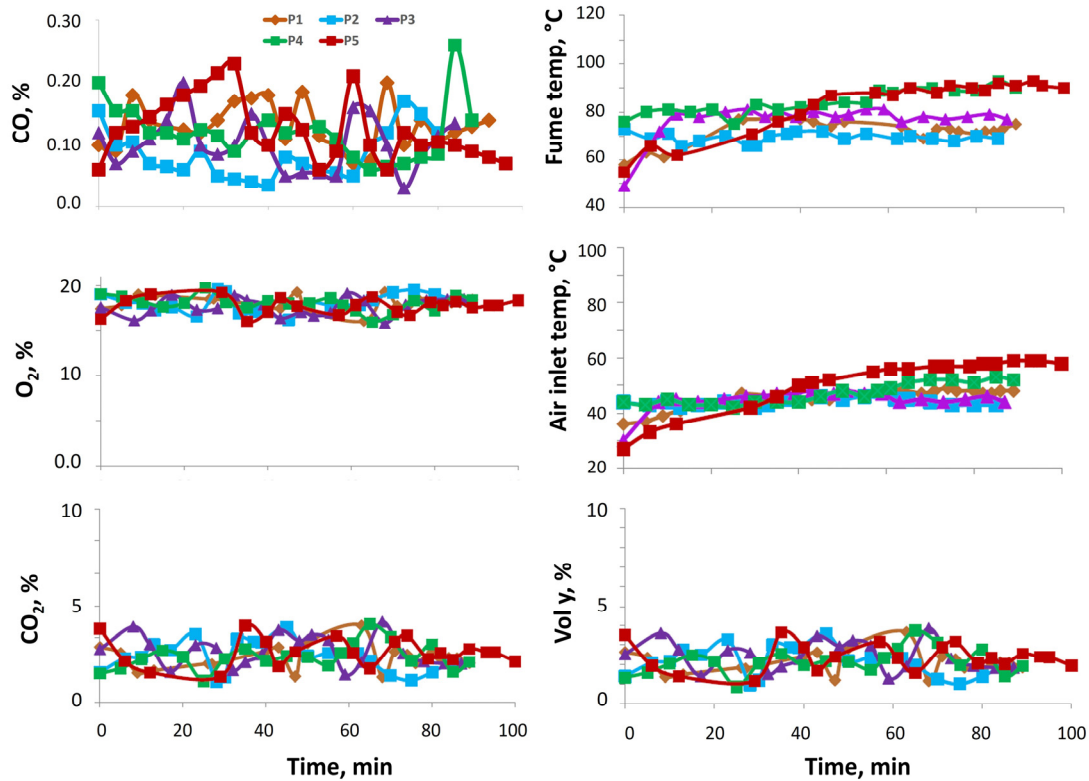 CO, %
0.30
0.20
0.10
0.0
P1 P2 P3
P4 P5
Fume temp, °C
120
100
80
60
40
O2, %
20
10
0.0
Air inlet temp, °C
100
80
60
40
20
CO2, %
10
5
0
0 20 40 60 80 100
Time, min
Vol y, %
10
5
0
0 20 40 60 80 100
Time, min